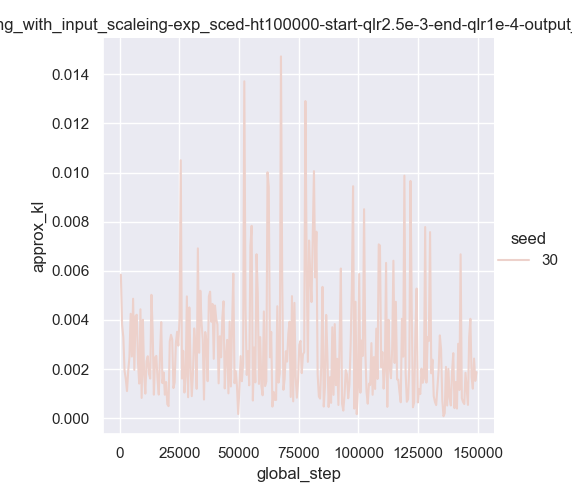 ng_with_input_scaleing-exp_sced-ht100000-start-qlr2.5e-3-end-qlr1e-4-output_
0.014
0.012
0.010
0.008
0.006
0.004
0.002
0.000
approx_kl
0 25000 50000 75000 100000 125000 150000
global_step
seed
30